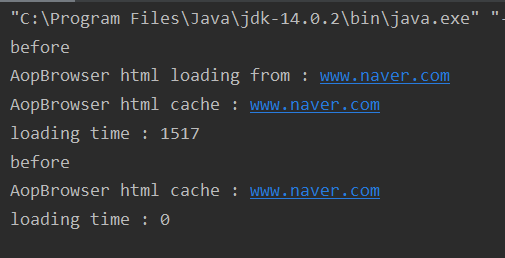 "C:\Program Files\Java\jdk-14.0.2\bin\java.exe" "-
before
AopBrowser html loading from : www.naver.com
AopBrowser html cache : www.naver.com
loading time : 1517
before
AopBrowser html cache : www.naver.com
loading time : 0